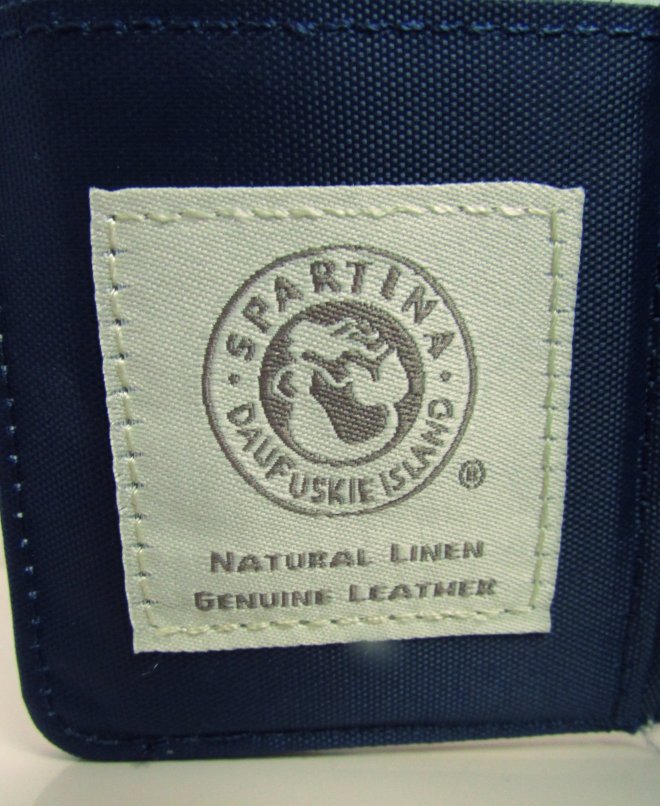 SPARTINA
DAUFUSKIE ISLAND
®
NATURAL LINEN
GENUINE LEATHER